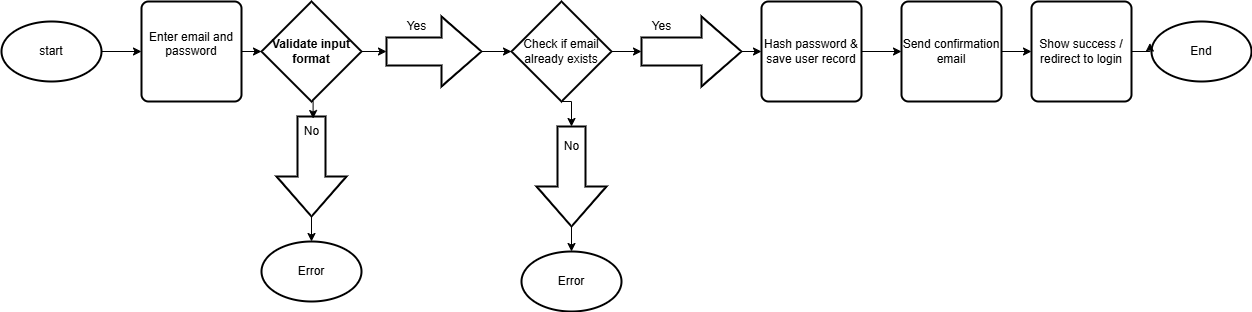 start
Enter email and
password
Validate input
format
Yes
Check if email
already exists
Yes
Hash password &
save user record
Send confirmation
email
Show success /
redirect to login
End
No
No
Error
Error